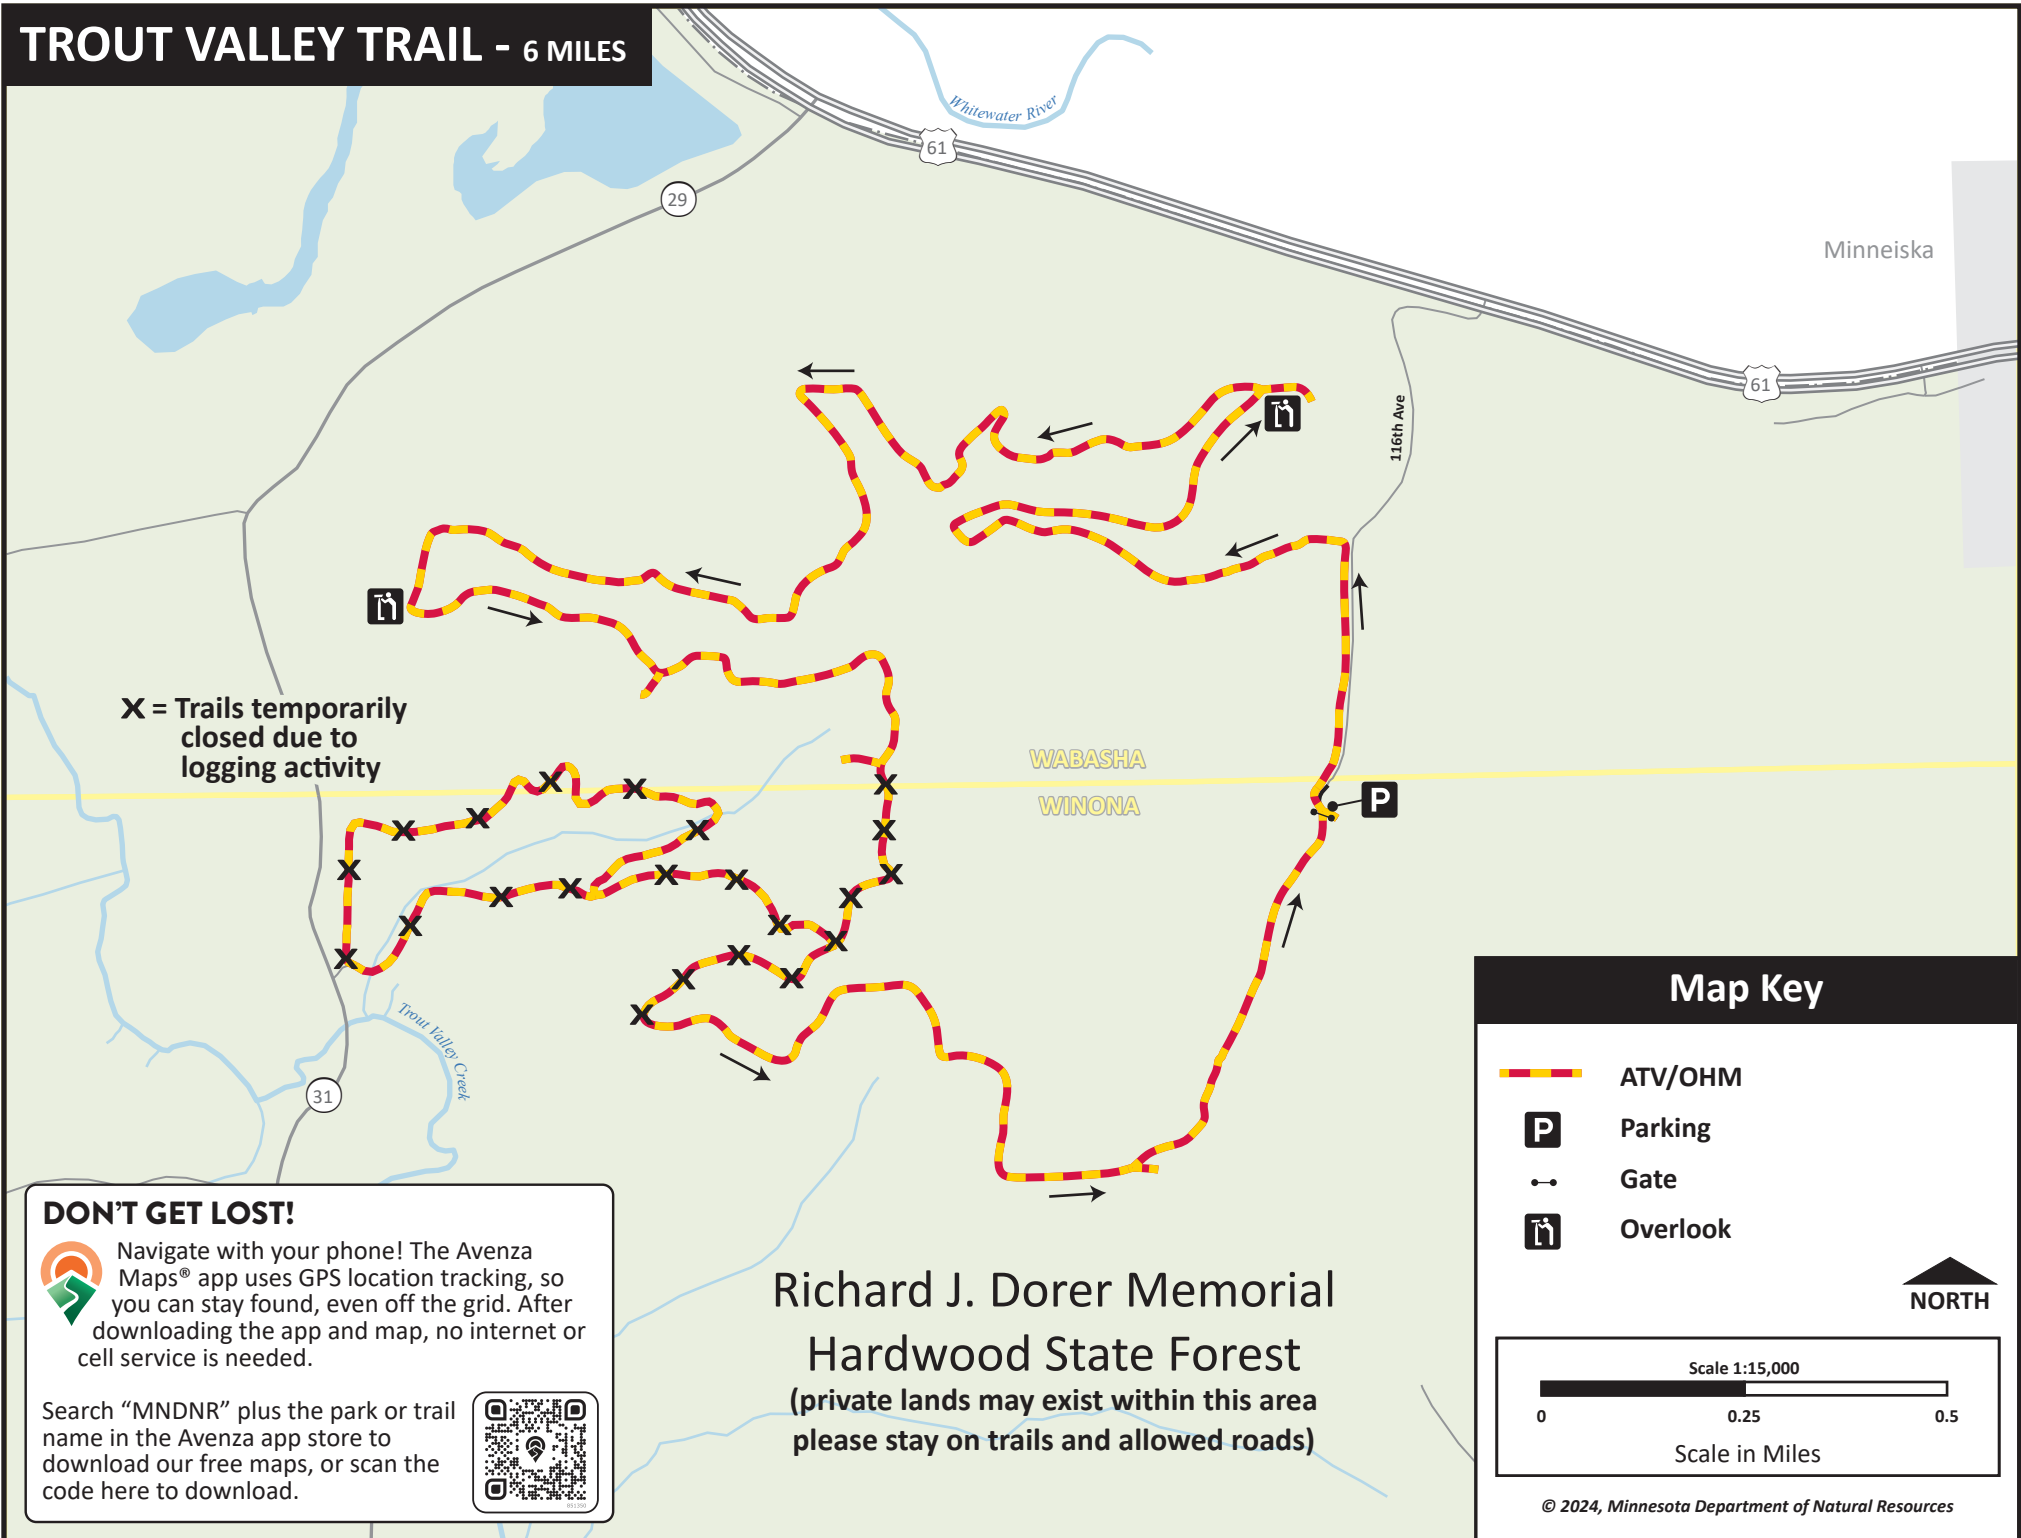 TROUT VALLEY TRAIL - 6 MILES
Whitewater River
61
29
Minneiska
61
116th Ave
X = Trails temporarily
closed due to
logging activity
WABASHA
WINONA
P
Trout Valley Creek
31
Map Key
ATV/OHM
P Parking
Gate
Overlook
NORTH
Scale 1:15,000
0 0.25 0.5
Scale in Miles
© 2024, Minnesota Department of Natural Resources
DON'T GET LOST!
Navigate with your phone! The Avenza
Maps® app uses GPS location tracking, so
you can stay found, even off the grid. After
downloading the app and map, no internet or
cell service is needed.
Search “MNDNR” plus the park or trail
name in the Avenza app store to
download our free maps, or scan the
code here to download.
Richard J. Dorer Memorial
Hardwood State Forest
(private lands may exist within this area
please stay on trails and allowed roads)